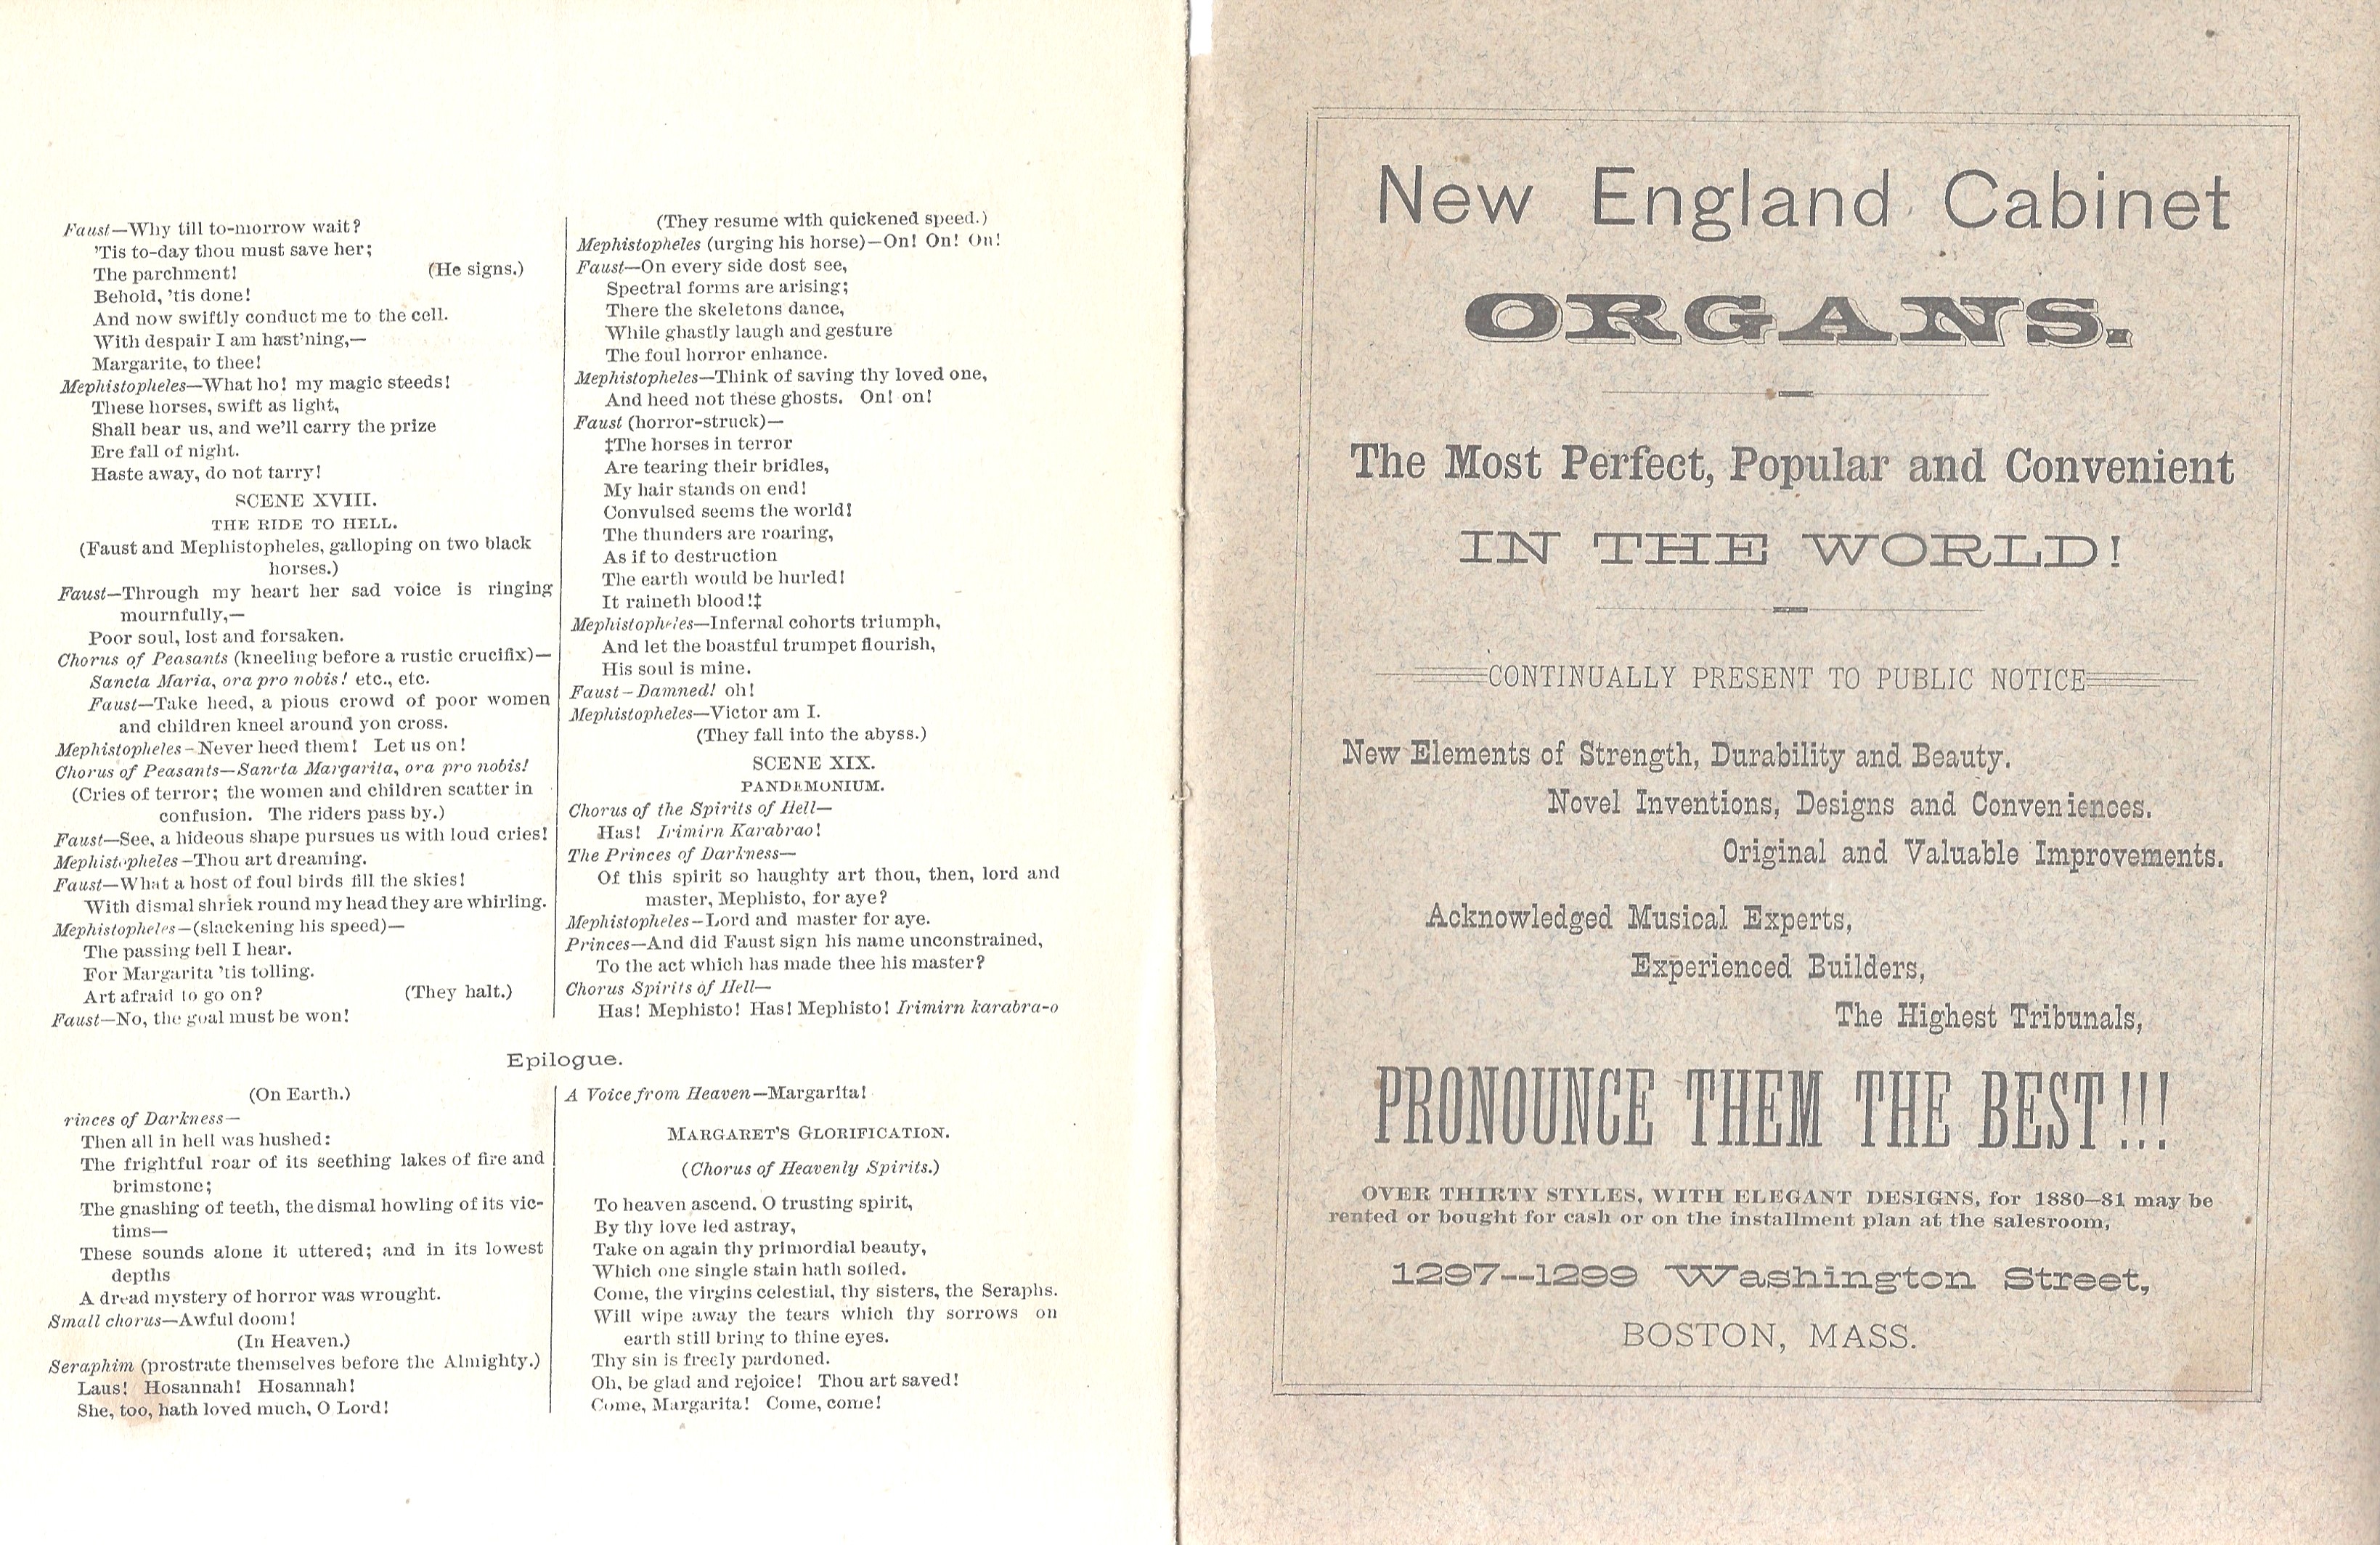 Faust—Why till to-morrow wait?
'Tis to-day thou must save her;
The parchment! (He signs.)
Behold, 'tis done!
And now swiftly conduct me to the cell.
With despair I am hast'ning,—
Margarite, to thee!
Mephistopheles—What ho! my magic steeds!
These horses, swift as light,
Shall bear us, and we'll carry the prize
Ere fall of night.
Haste away, do not tarry!
SCENE XVIII.
THE RIDE TO HELL.
(Faust and Mephistopheles, galloping on two black
horses.)
Faust—Through my heart her sad voice is ringing
mournfully,—
Poor soul, lost and forsaken.
Chorus of Peasants (kneeling before a rustic crucifix)—
Sancta Maria, ora pro nobis! etc., etc.
Faust—Take heed, a pious crowd of poor women
and children kneel around yon cross.
Mephistopheles—Never heed them! Let us on!
Chorus of Peasants—Sancta Margarita, ora pro nobis!
(Cries of terror; the women and children scatter in
confusion. The riders pass by.)
Faust—See, a hideous shape pursues us with loud cries!
Mephistopheles—Thou art dreaming.
Faust—What a host of foul birds fill the skies!
With dismal shriek round my head they are whirling.
Mephistopheles—(slackening his speed)—
The passing bell I hear.
For Margarita 'tis tolling.
Art afraid to go on? (They halt.)
Faust—No, the goal must be won!
(They resume with quickened speed.)
Mephistopheles (urging his horse)—On! On! On!
Faust—On every side dost see,
Spectral forms are arising;
There the skeletons dance,
While ghastly laugh and gesture
The foul horror enhance.
Mephistopheles—Think of saving thy loved one,
And heed not these ghosts. On! on!
Faust (horror-struck)—
‡The horses in terror
Are tearing their bridles,
My hair stands on end!
Convulsed seems the world!
The thunders are roaring,
As if to destruction
The earth would be hurled!
It raineth blood!‡
Mephistopheles—Infernal cohorts triumph,
And let the boastful trumpet flourish,
His soul is mine.
Faust—Damned! oh!
Mephistopheles—Victor am I.
(They fall into the abyss.)
SCENE XIX.
PANDEMONIUM.
Chorus of the Spirits of Hell—
Has! Irimirn Karabrao!
The Princes of Darkness—
Of this spirit so haughty art thou, then, lord and
master, Mephisto, for aye?
Mephistopheles—Lord and master for aye.
Princes—And did Faust sign his name unconstrained,
To the act which has made thee his master?
Chorus Spirits of Hell—
Has! Mephisto! Has! Mephisto! Irimirn karabra-o
Epilogue.
(On Earth.)
rinces of Darkness—
Then all in hell was hushed:
The frightful roar of its seething lakes of fire and
brimstone;
The gnashing of teeth, the dismal howling of its vic-
tims—
These sounds alone it uttered; and in its lowest
depths
A dread mystery of horror was wrought.
Small chorus—Awful doom!
(In Heaven.)
Seraphim (prostrate themselves before the Almighty.)
Laus! Hosannah! Hosannah!
She, too, hath loved much, O Lord!
A Voice from Heaven—Margarita!
MARGARET'S GLORIFICATION.
(Chorus of Heavenly Spirits.)
To heaven ascend. O trusting spirit,
By thy love led astray,
Take on again thy primordial beauty,
Which one single stain hath soiled.
Come, the virgins celestial, thy sisters, the Seraphs.
Will wipe away the tears which thy sorrows on
earth still bring to thine eyes.
Thy sin is freely pardoned.
Oh, be glad and rejoice! Thou art saved!
Come, Margarita! Come, come!
New England Cabinet
ORGANS.
The Most Perfect, Popular and Convenient
IN THE WORLD!
CONTINUALLY PRESENT TO PUBLIC NOTICE
New Elements of Strength, Durability and Beauty.
Novel Inventions, Designs and Conveniences.
Original and Valuable Improvements.
Acknowledged Musical Experts,
Experienced Builders,
The Highest Tribunals,
PRONOUNCE THEM THE BEST!!!
OVER THIRTY STYLES, WITH ELEGANT DESIGNS, for 1880—81 may be
rented or bought for cash or on the installment plan at the salesroom,
1297--1299 Washington Street,
BOSTON, MASS.